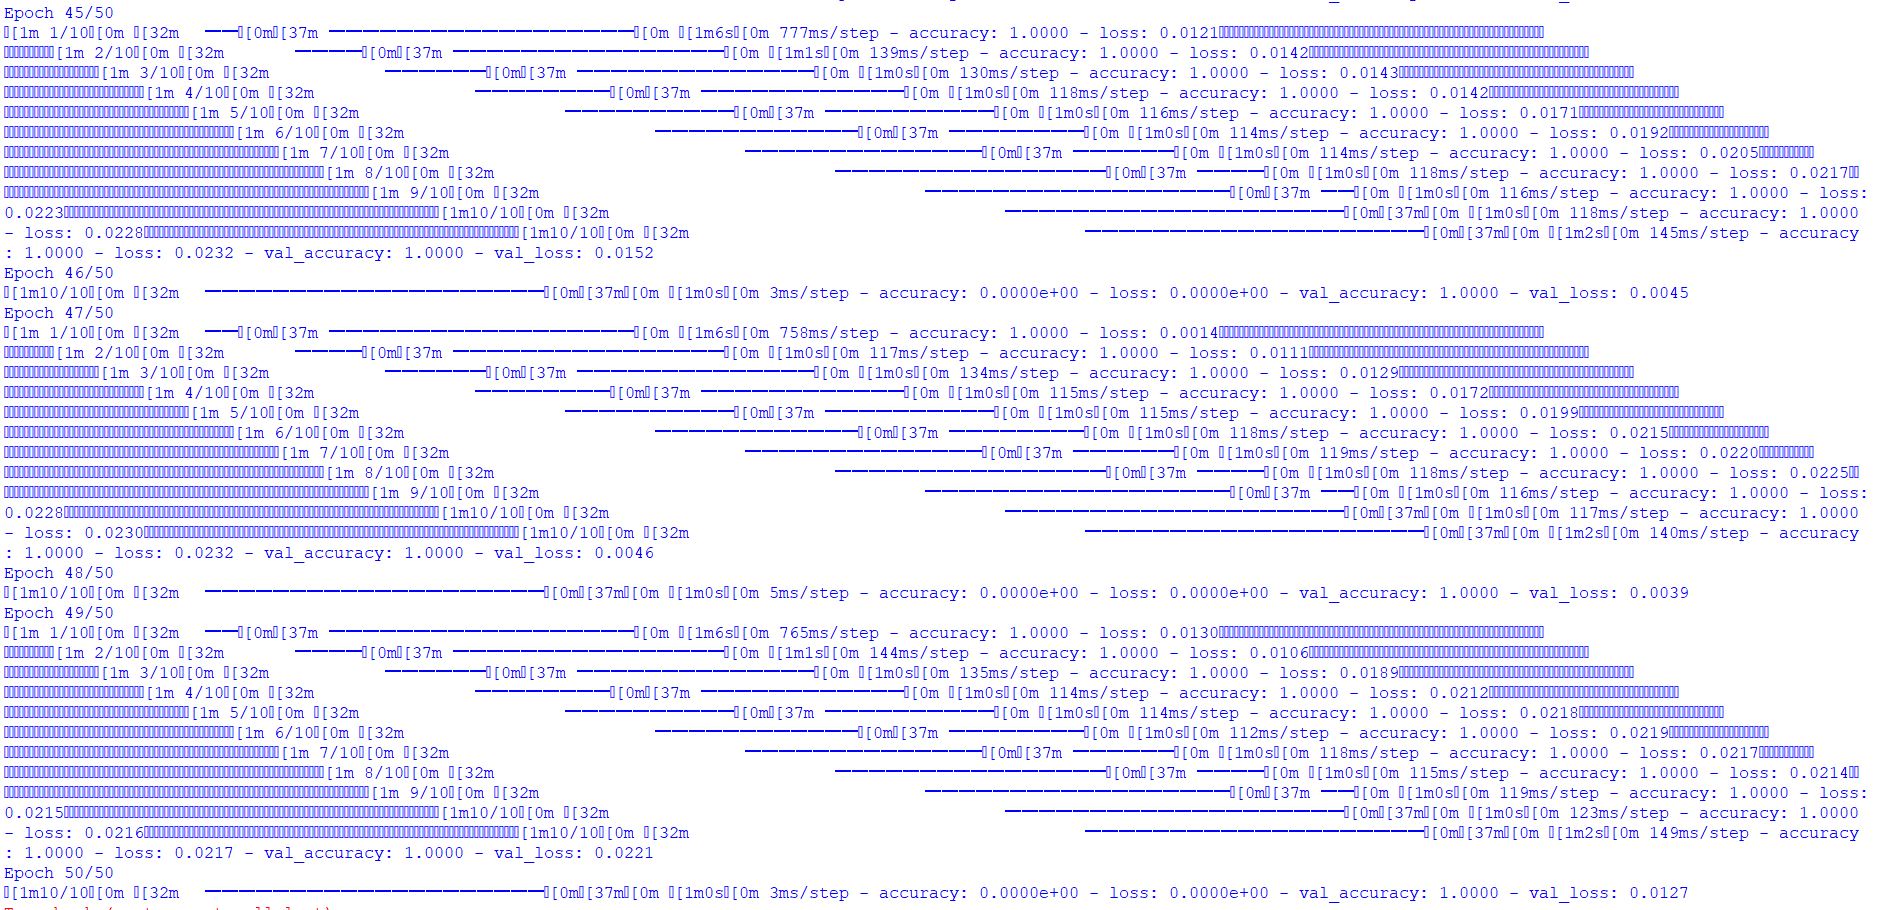 Epoch 45/50
[1m 1/10[0m [32m ━━[0m[37m ━━━━━━━━━━━━━━━━━━[0m [1m6s[0m 777ms/step - accuracy: 1.0000 - loss: 0.0121
[1m 2/10[0m [32m ━━━━[0m[37m ━━━━━━━━━━━━━━━━[0m [1m1s[0m 139ms/step - accuracy: 1.0000 - loss: 0.0142
[1m 3/10[0m [32m ━━━━━━[0m[37m ━━━━━━━━━━━━━━[0m [1m0s[0m 130ms/step - accuracy: 1.0000 - loss: 0.0143
[1m 4/10[0m [32m ━━━━━━━━[0m[37m ━━━━━━━━━━━━[0m [1m0s[0m 118ms/step - accuracy: 1.0000 - loss: 0.0142
[1m 5/10[0m [32m ━━━━━━━━━━[0m[37m ━━━━━━━━━━[0m [1m0s[0m 116ms/step - accuracy: 1.0000 - loss: 0.0171
[1m 6/10[0m [32m ━━━━━━━━━━━━[0m[37m ━━━━━━━━[0m [1m0s[0m 114ms/step - accuracy: 1.0000 - loss: 0.0192
[1m 7/10[0m [32m ━━━━━━━━━━━━━━[0m[37m ━━━━━━[0m [1m0s[0m 114ms/step - accuracy: 1.0000 - loss: 0.0205
[1m 8/10[0m [32m ━━━━━━━━━━━━━━━━[0m[37m ━━━━[0m [1m0s[0m 118ms/step - accuracy: 1.0000 - loss: 0.0217
[1m 9/10[0m [32m ━━━━━━━━━━━━━━━━━━[0m[37m ━━[0m [1m0s[0m 116ms/step - accuracy: 1.0000 - loss:
0.0223[1m10/10[0m [32m ━━━━━━━━━━━━━━━━━━━━[0m[37m[0m [1m0s[0m 118ms/step - accuracy: 1.0000
- loss: 0.0228[1m10/10[0m [32m ━━━━━━━━━━━━━━━━━━━━[0m[37m[0m [1m2s[0m 145ms/step - accuracy
: 1.0000 - loss: 0.0232 - val_accuracy: 1.0000 - val_loss: 0.0152
Epoch 46/50
[1m10/10[0m [32m ━━━━━━━━━━━━━━━━━━━━[0m[37m[0m [1m0s[0m 3ms/step - accuracy: 0.0000e+00 - loss: 0.0000e+00 - val_accuracy: 1.0000 - val_loss: 0.0045
Epoch 47/50
[1m 1/10[0m [32m ━━[0m[37m ━━━━━━━━━━━━━━━━━━[0m [1m6s[0m 758ms/step - accuracy: 1.0000 - loss: 0.0014
[1m 2/10[0m [32m ━━━━[0m[37m ━━━━━━━━━━━━━━━━[0m [1m0s[0m 117ms/step - accuracy: 1.0000 - loss: 0.0111
[1m 3/10[0m [32m ━━━━━━[0m[37m ━━━━━━━━━━━━━━[0m [1m0s[0m 134ms/step - accuracy: 1.0000 - loss: 0.0129
[1m 4/10[0m [32m ━━━━━━━━[0m[37m ━━━━━━━━━━━━[0m [1m0s[0m 115ms/step - accuracy: 1.0000 - loss: 0.0172
[1m 5/10[0m [32m ━━━━━━━━━━[0m[37m ━━━━━━━━━━[0m [1m0s[0m 115ms/step - accuracy: 1.0000 - loss: 0.0199
[1m 6/10[0m [32m ━━━━━━━━━━━━[0m[37m ━━━━━━━━[0m [1m0s[0m 118ms/step - accuracy: 1.0000 - loss: 0.0215
[1m 7/10[0m [32m ━━━━━━━━━━━━━━[0m[37m ━━━━━━[0m [1m0s[0m 119ms/step - accuracy: 1.0000 - loss: 0.0220
[1m 8/10[0m [32m ━━━━━━━━━━━━━━━━[0m[37m ━━━━[0m [1m0s[0m 118ms/step - accuracy: 1.0000 - loss: 0.0225
[1m 9/10[0m [32m ━━━━━━━━━━━━━━━━━━[0m[37m ━━[0m [1m0s[0m 116ms/step - accuracy: 1.0000 - loss:
0.0228[1m10/10[0m [32m ━━━━━━━━━━━━━━━━━━━━[0m[37m[0m [1m0s[0m 117ms/step - accuracy: 1.0000
- loss: 0.0230[1m10/10[0m [32m ━━━━━━━━━━━━━━━━━━━━[0m[37m[0m [1m2s[0m 140ms/step - accuracy
: 1.0000 - loss: 0.0232 - val_accuracy: 1.0000 - val_loss: 0.0046
Epoch 48/50
[1m10/10[0m [32m ━━━━━━━━━━━━━━━━━━━━[0m[37m[0m [1m0s[0m 5ms/step - accuracy: 0.0000e+00 - loss: 0.0000e+00 - val_accuracy: 1.0000 - val_loss: 0.0039
Epoch 49/50
[1m 1/10[0m [32m ━━[0m[37m ━━━━━━━━━━━━━━━━━━[0m [1m6s[0m 765ms/step - accuracy: 1.0000 - loss: 0.0130
[1m 2/10[0m [32m ━━━━[0m[37m ━━━━━━━━━━━━━━━━[0m [1m1s[0m 144ms/step - accuracy: 1.0000 - loss: 0.0106
[1m 3/10[0m [32m ━━━━━━[0m[37m ━━━━━━━━━━━━━━[0m [1m0s[0m 135ms/step - accuracy: 1.0000 - loss: 0.0189
[1m 4/10[0m [32m ━━━━━━━━[0m[37m ━━━━━━━━━━━━[0m [1m0s[0m 114ms/step - accuracy: 1.0000 - loss: 0.0212
[1m 5/10[0m [32m ━━━━━━━━━━[0m[37m ━━━━━━━━━━[0m [1m0s[0m 114ms/step - accuracy: 1.0000 - loss: 0.0218
[1m 6/10[0m [32m ━━━━━━━━━━━━[0m[37m ━━━━━━━━[0m [1m0s[0m 112ms/step - accuracy: 1.0000 - loss: 0.0219
[1m 7/10[0m [32m ━━━━━━━━━━━━━━[0m[37m ━━━━━━[0m [1m0s[0m 118ms/step - accuracy: 1.0000 - loss: 0.0217
[1m 8/10[0m [32m ━━━━━━━━━━━━━━━━[0m[37m ━━━━[0m [1m0s[0m 115ms/step - accuracy: 1.0000 - loss: 0.0214
[1m 9/10[0m [32m ━━━━━━━━━━━━━━━━━━[0m[37m ━━[0m [1m0s[0m 119ms/step - accuracy: 1.0000 - loss:
0.0215[1m10/10[0m [32m ━━━━━━━━━━━━━━━━━━━━[0m[37m[0m [1m0s[0m 123ms/step - accuracy: 1.0000
- loss: 0.0216[1m10/10[0m [32m ━━━━━━━━━━━━━━━━━━━━[0m[37m[0m [1m2s[0m 149ms/step - accuracy
: 1.0000 - loss: 0.0217 - val_accuracy: 1.0000 - val_loss: 0.0221
Epoch 50/50
[1m10/10[0m [32m ━━━━━━━━━━━━━━━━━━━━[0m[37m[0m [1m0s[0m 3ms/step - accuracy: 0.0000e+00 - loss: 0.0000e+00 - val_accuracy: 1.0000 - val_loss: 0.0127